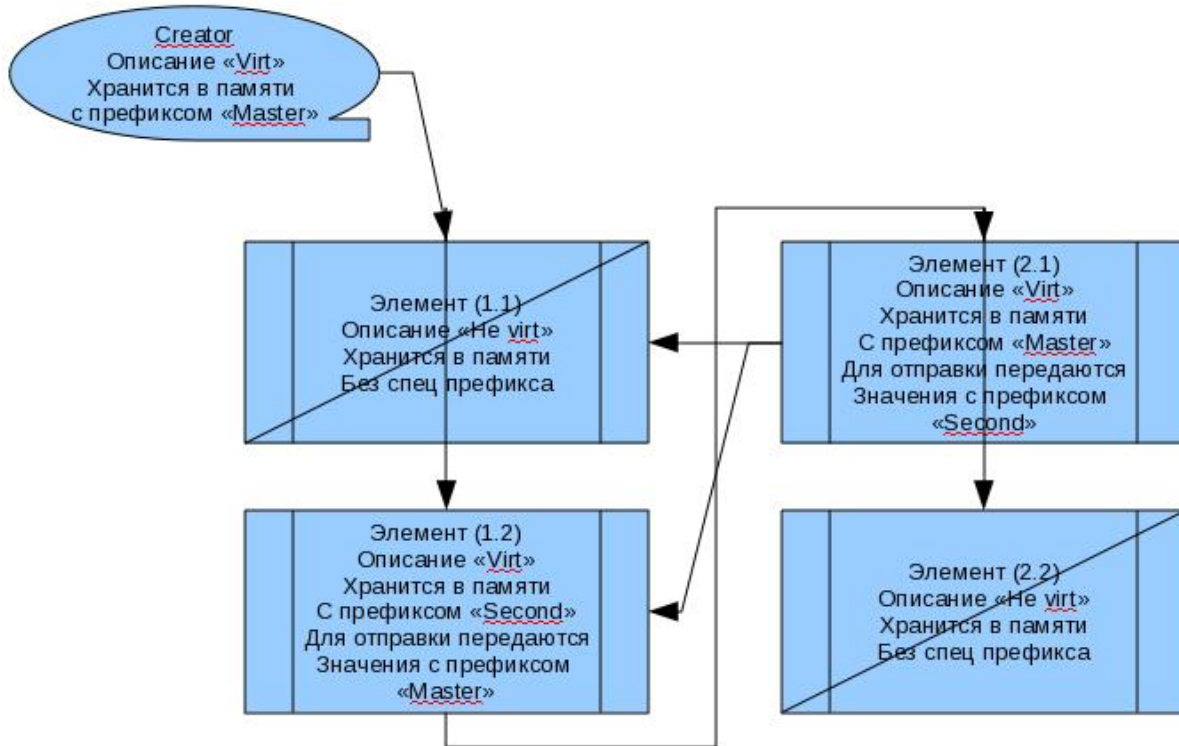 Creator
Описание «Virt»
Хранится в памяти
с префиксом «Master»
Элемент (1.1)
Описание «Не virt»
Хранится в памяти
Без спец префикса
Элемент (2.1)
Описание «Virt»
Хранится в памяти
С префиксом «Master»
Для отправки передаются
Значения с префиксом
«Second»
Элемент (1.2)
Описание «Virt»
Хранится в памяти
С префиксом «Second»
Для отправки передаются
Значения с префиксом
«Master»
Элемент (2.2)
Описание «Не virt»
Хранится в памяти
Без спец префикса